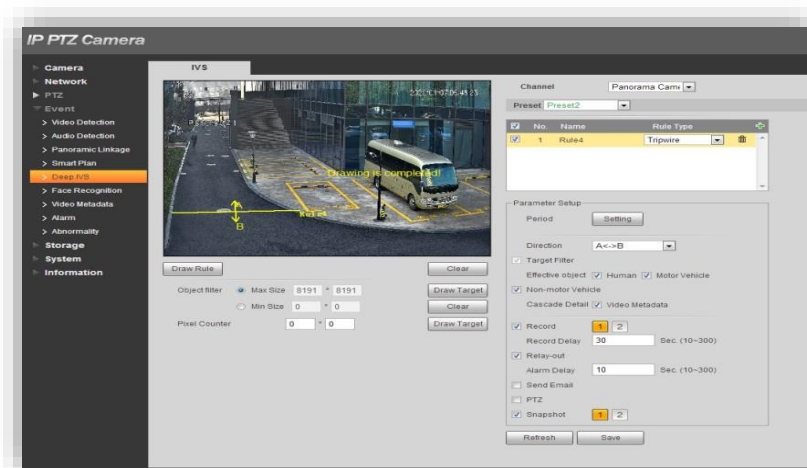 IP PTZ Camera
Camera
Network
PTZ
Event
Video Detection
Audio Detection
Panoramic Linkage
Smart Plan
Deep IVS
Face Recognition
Video Metadata
Alarm
Abnormality
Storage
System
Information
IVS
Drawing is completed!
B
Draw Rule
Clear
Object filter Max Size 8191 * 8191 Draw Target
Min Size 0 * 0 Clear
Pixel Counter 0 * 0 Draw Target
Channel Panorama Came
Preset Preset2
No. Name Rule Type
1 Rule4 Tripwire
Parameter Setup
Period Setting
Direction A<->B
Target Filter
Effective object Human Motor Vehicle
Non-motor Vehicle
Cascade Detail Video Metadata
Record 1 2
Record Delay 30 Sec. (10~300)
Relay-out
Alarm Delay 10 Sec. (10~300)
Send Email
PTZ
Snapshot 1 2
Refresh Save